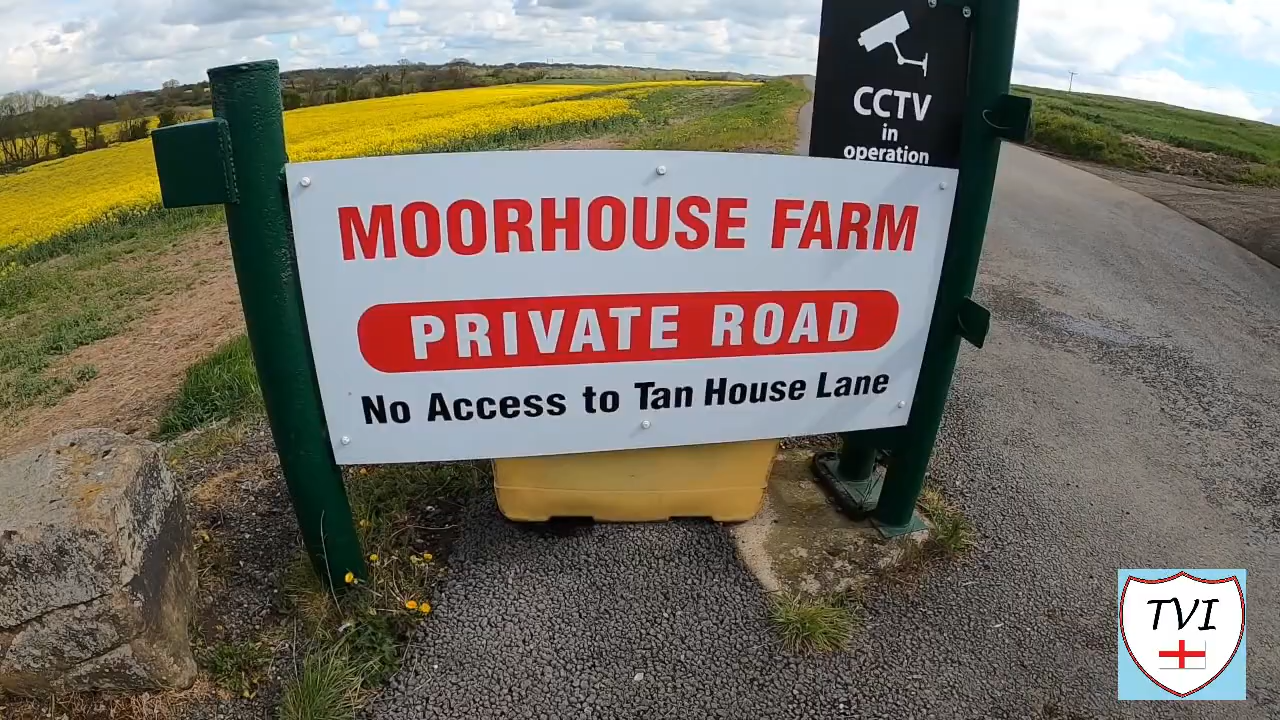 CCTV
in
operation
MOORHOUSE FARM
PRIVATE ROAD
No Access to Tan House Lane
TVI